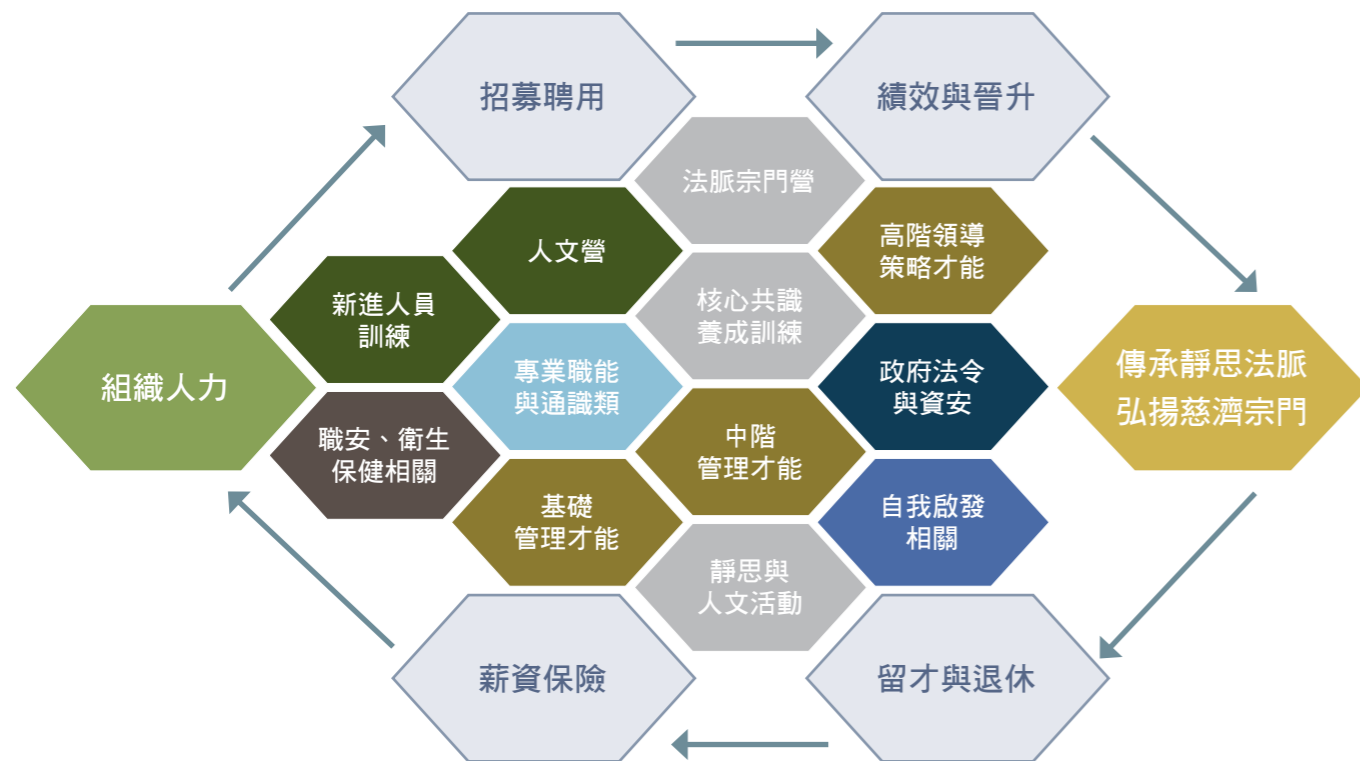 招募聘用
績效與晉升
法脈宗門營
人文營
高階領導
策略才能
新進人員
訓練
核心共識
養成訓練
組織人力
專業職能
與通識類
政府法令
與資安
傳承靜思法脈
弘揚慈濟宗門
職安、衛生
保健相關
中階
管理才能
基礎
管理才能
自我啟發
相關
靜思與
人文活動
薪資保險
留才與退休